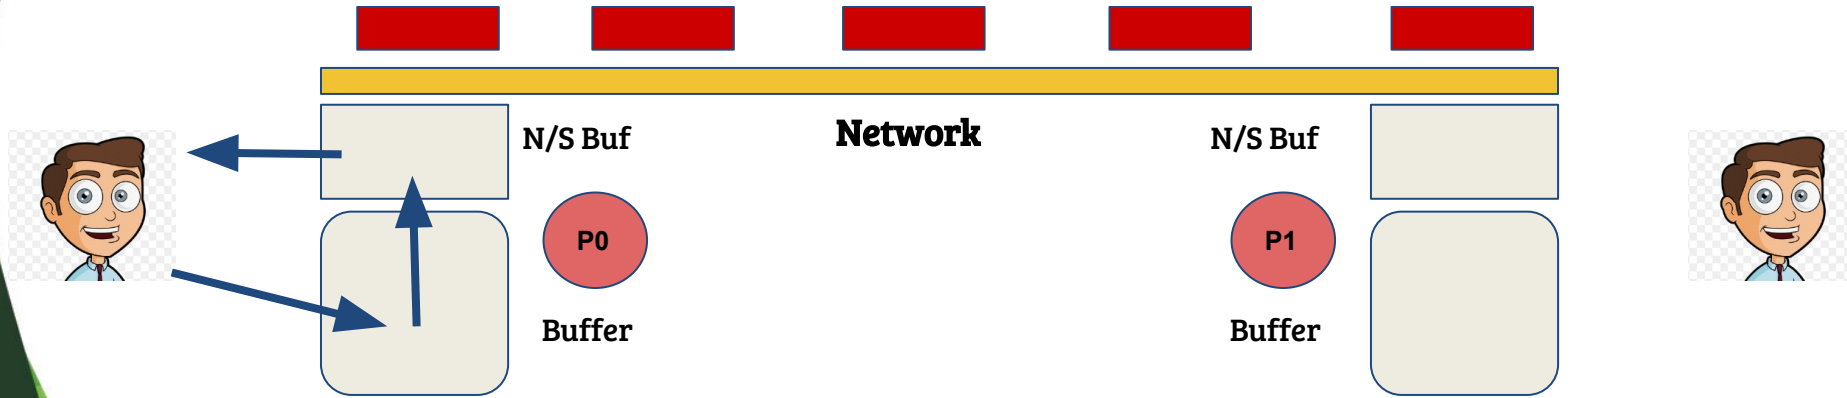 N/S Buf
Network
N/S Buf
P0
P1
Buffer
Buffer